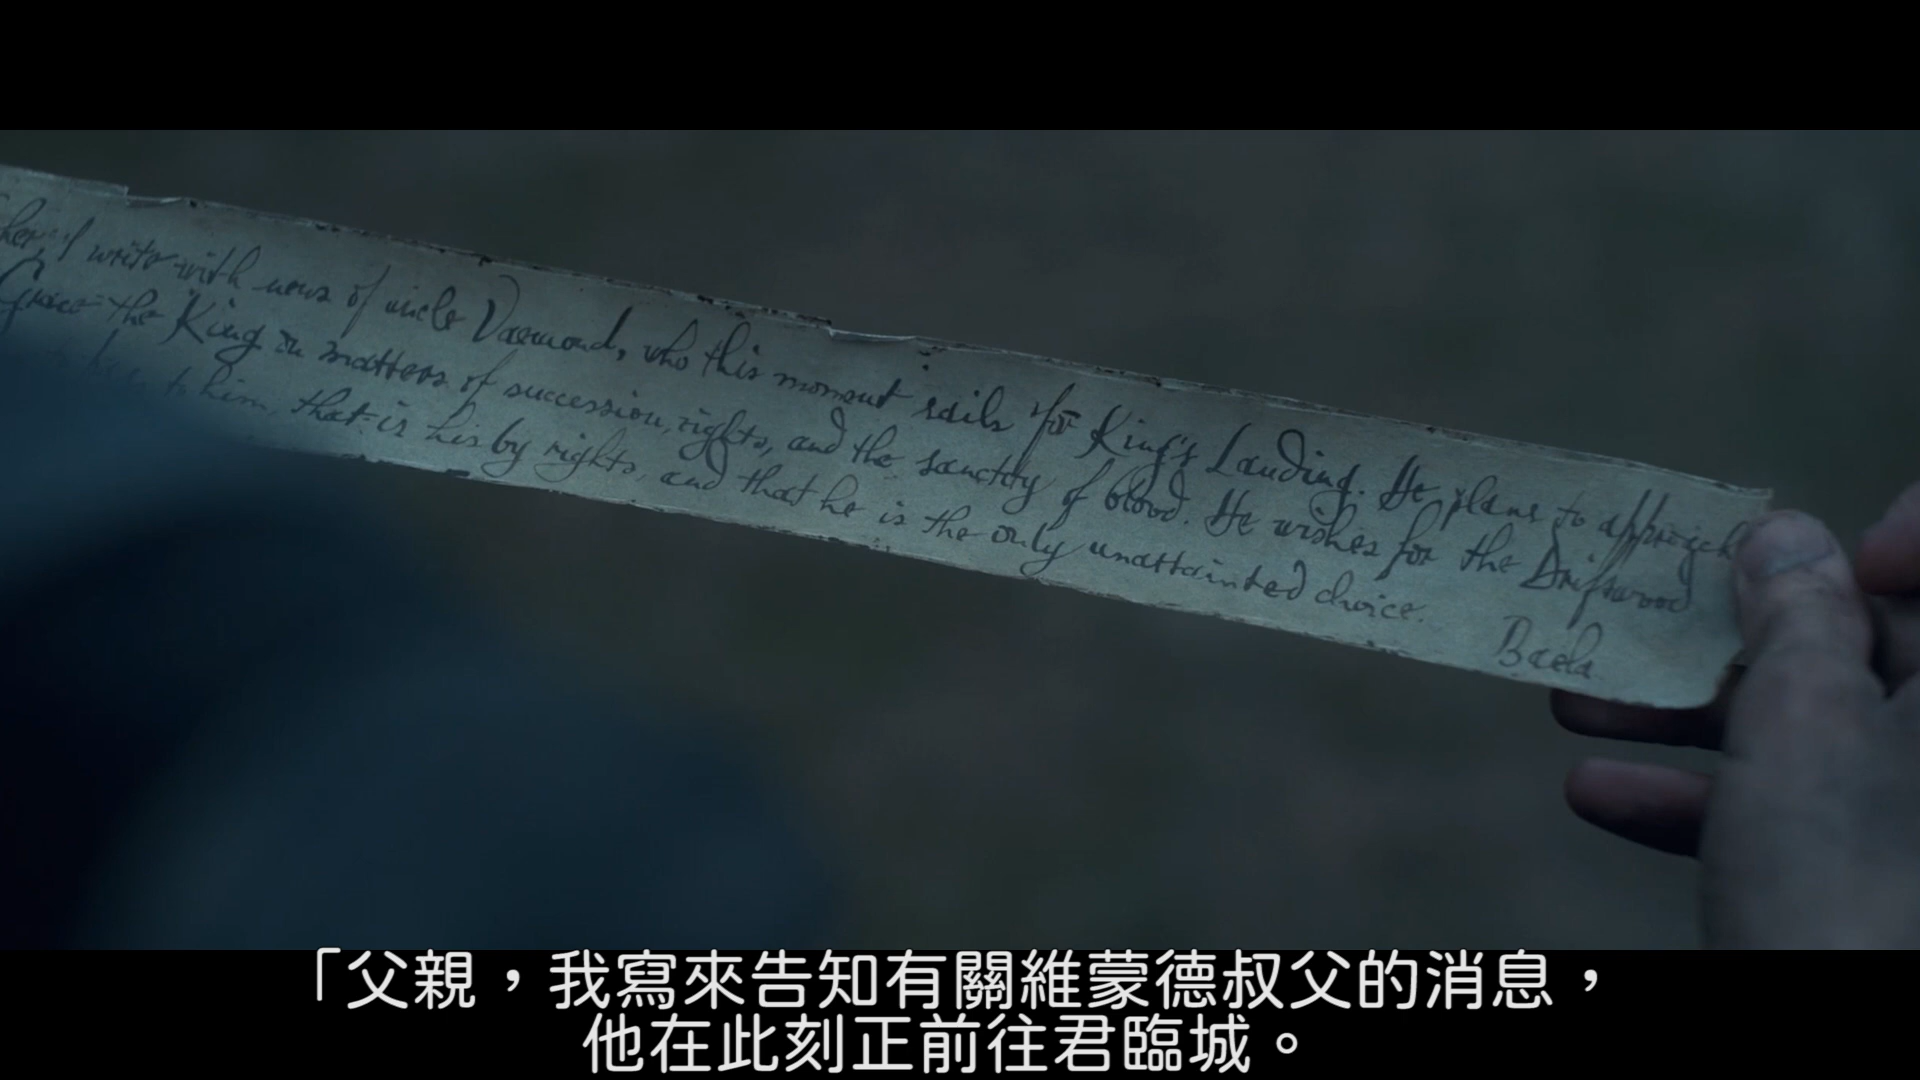 her, I write with news of uncle Vaemond, who this moment sails for King's Landing. He plans to approach
Grace the King in matters of succession, rights, and the sanctity of blood. He wishes for the Driftwood
to him, that is his by rights, and that he is the only unattainted choice.
Baela
「父親，我寫來告知有關維蒙德叔父的消息，
他在此刻正前往君臨城。